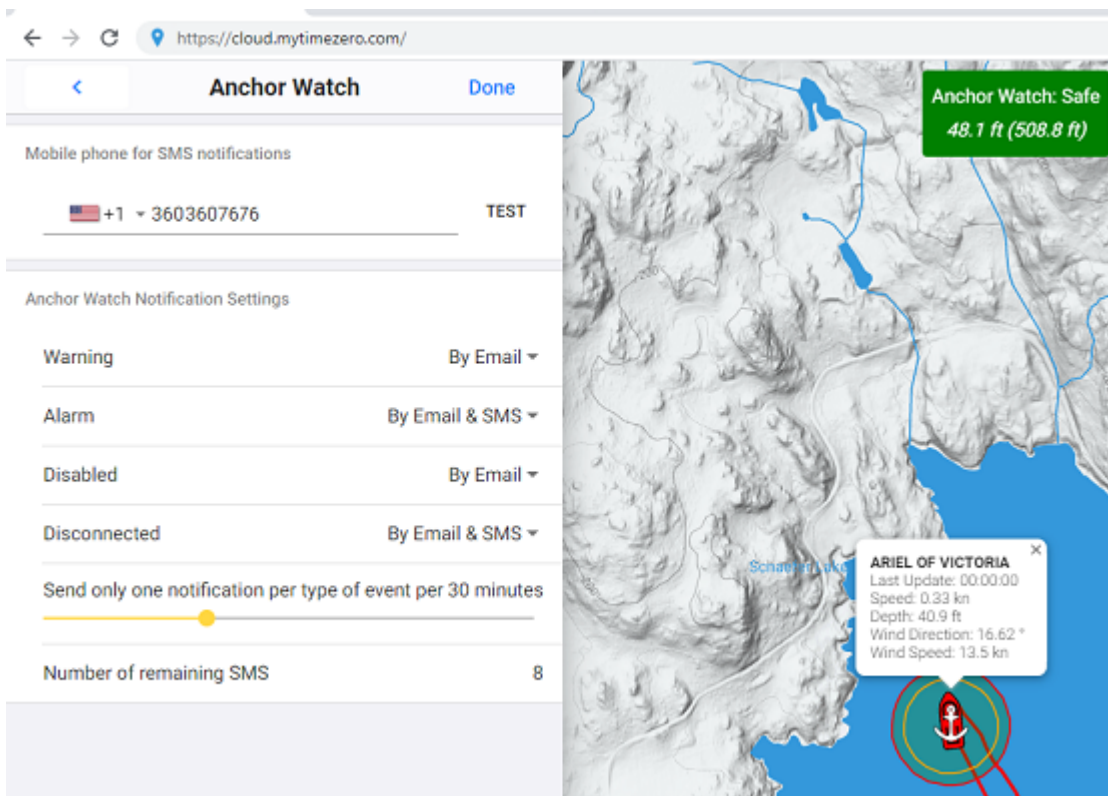 https://cloud.mytimezero.com/
Anchor Watch
Done
Mobile phone for SMS notifications
+1 3603607676
TEST
Anchor Watch Notification Settings
Warning
By Email
Alarm
By Email & SMS
Disabled
By Email
Disconnected
By Email & SMS
Send only one notification per type of event per 30 minutes
Number of remaining SMS
8
Anchor Watch: Safe
48.1 ft (508.8 ft)
200
Lake
ARIEL OF VICTORIA
Last Update: 00:00:00
Speed: 0.33 kn
Depth: 40.9 ft
Wind Direction: 16.62 °
Wind Speed: 13.5 kn